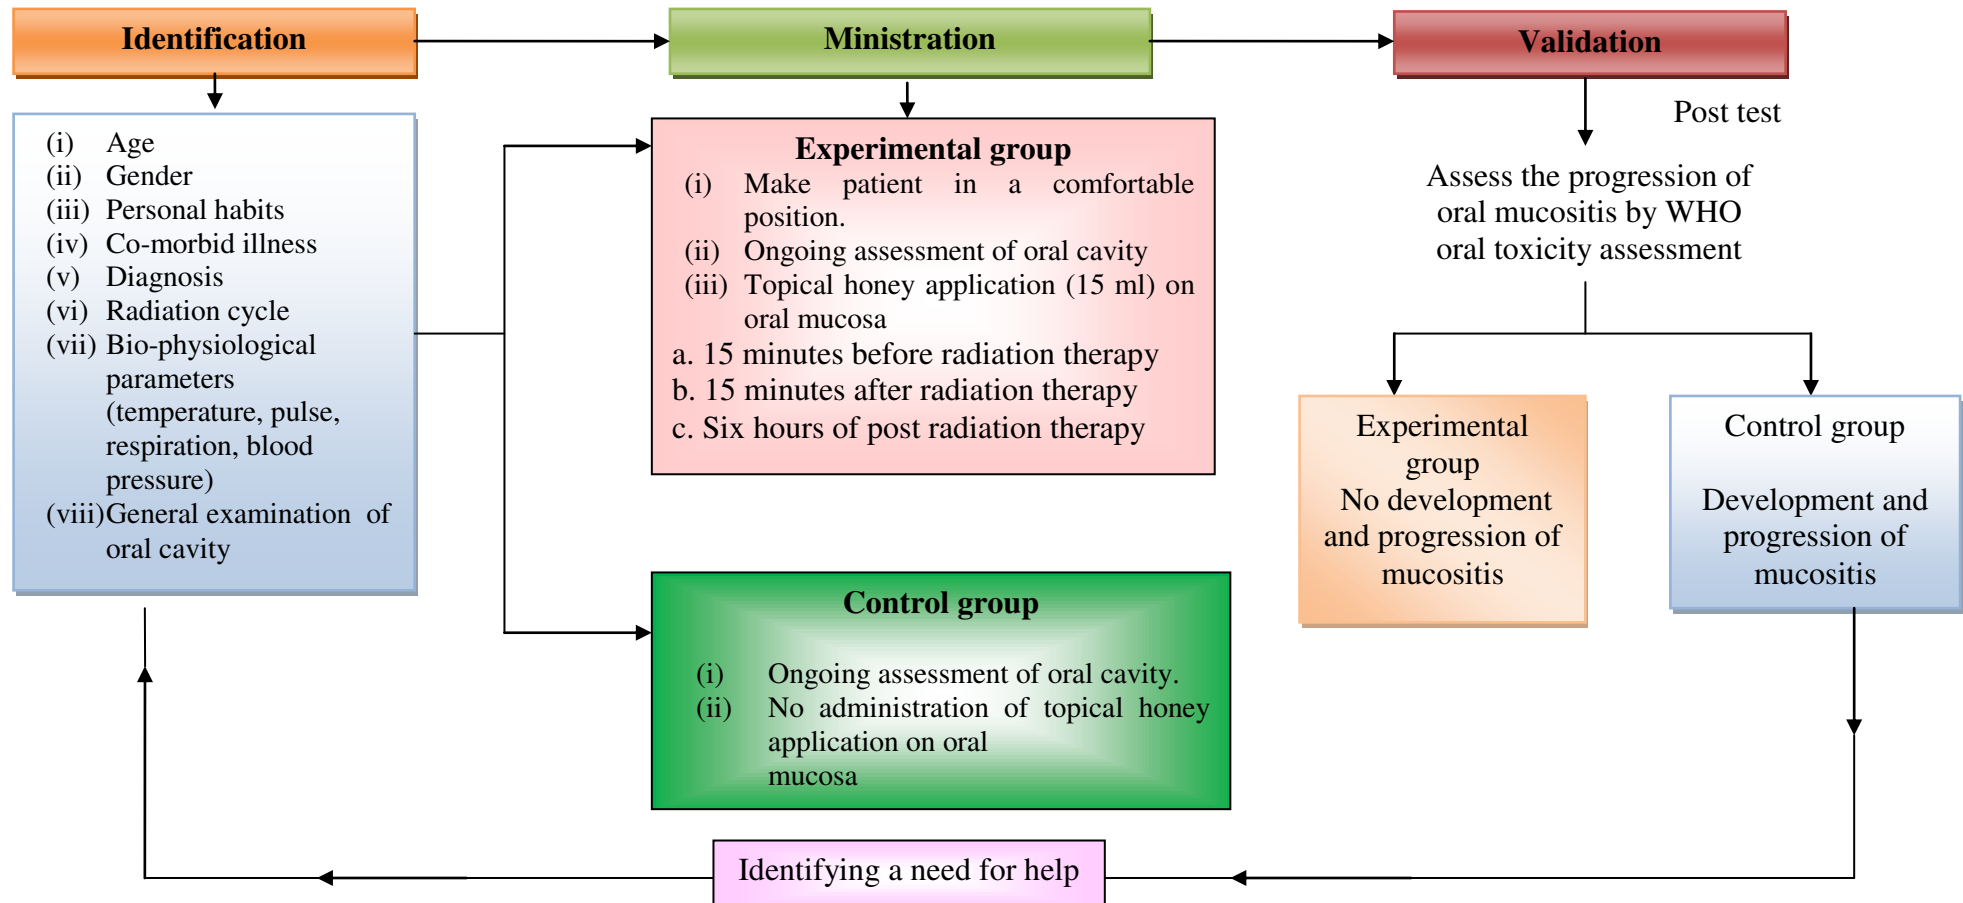 Identification
Ministration
Validation
(i) Age
(ii) Gender
(iii) Personal habits
(iv) Co-morbid illness
(v) Diagnosis
(vi) Radiation cycle
(vii) Bio-physiological
parameters
(temperature, pulse,
respiration, blood
pressure)
(viii)General examination of
oral cavity
Experimental group
(i) Make patient in a comfortable
position.
(ii) Ongoing assessment of oral cavity
(iii) Topical honey application (15 ml) on
oral mucosa
a. 15 minutes before radiation therapy
b. 15 minutes after radiation therapy
c. Six hours of post radiation therapy
Control group
(i) Ongoing assessment of oral cavity.
(ii) No administration of topical honey
application on oral
mucosa
Post test
Assess the progression of
oral mucositis by WHO
oral toxicity assessment
Experimental
group
No development
and progression of
mucositis
Control group
Development and
progression of
mucositis
Identifying a need for help